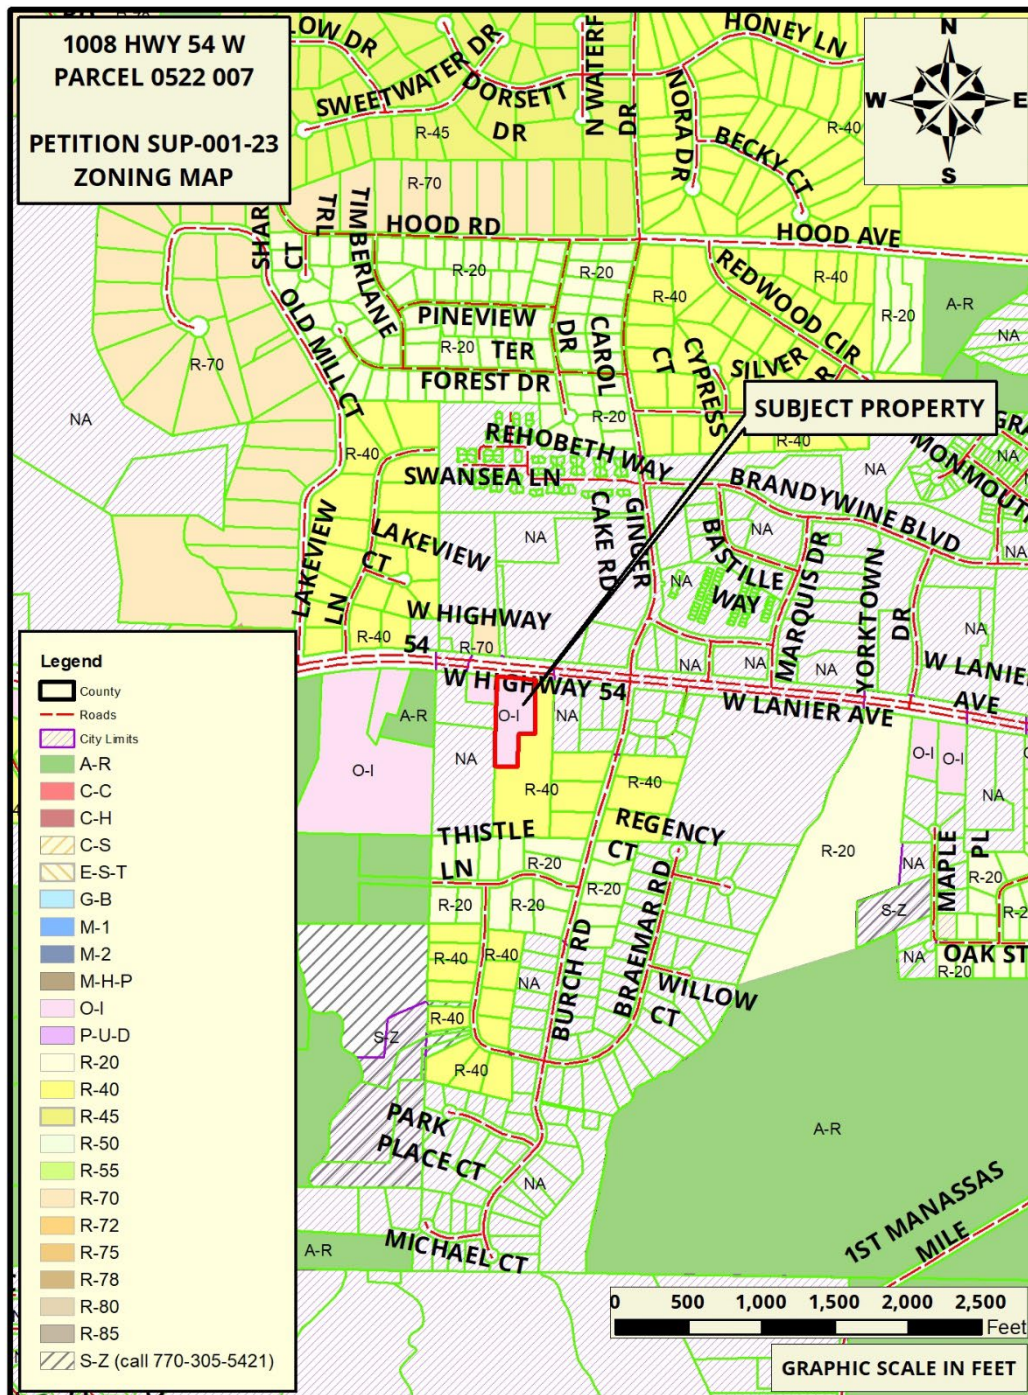 1008 HWY 54 W
PARCEL 0522 007
PETITION SUP-001-23
ZONING MAP
LOW DR
SWEETWATER DR
DORSETT
DR
N WATERF
DR
HONEY LN
NORA DR
BECKY CT
N
W
E
S
R-45
R-40
R-70
SHAR
CT
TRL
TIMBERLANE
HOOD RD
HOOD AVE
R-20
R-20
R-40
R-40
R-20
A-R
NA
REDWOOD CIR
PINEVIEW
TER
R-20
DR
CAROL
CT
CYPRESS
SILVER
OLD MILL CT
FOREST DR
R-70
NA
R-20
SUBJECT PROPERTY
R-40
REHOBETH WAY
SWANSEA LN
R-40
NA
BRANDYWINE BLVD
GRA
NA
MONMOUTH
LAKEVIEW
LN
LAKEVIEW
CT
NA
CAKE RD
GINGER
BASTILLE
WAY
NA
NA
MARQUIS DR
YORKTOWN
DR
NA
NA
W HIGHWAY
54
R-40
R-70
NA
NA
NA
W LANIER
AVE
W HIGHWAY 54
W LANIER AVE
A-R
O-I
O-I
NA
NA
R-40
R-40
O-I
O-I
NA
THISTLE
LN
REGENCY
CT
R-20
R-20
R-20
R-20
R-20
NA
MAPLE
PL
R-20
R-2
S-Z
NA
OAK ST
R-20
R-40
R-40
NA
BURCH RD
BRAEMAR RD
WILLOW
CT
R-40
S-Z
R-40
PARK
PLACE CT
NA
A-R
A-R
MICHAEL CT
1ST MANASSAS
MILE
Legend
County
Roads
City Limits
A-R
C-C
C-H
C-S
E-S-T
G-B
M-1
M-2
M-H-P
O-I
P-U-D
R-20
R-40
R-45
R-50
R-55
R-70
R-72
R-75
R-78
R-80
R-85
S-Z (call 770-305-5421)
0 500 1,000 1,500 2,000 2,500
Feet
GRAPHIC SCALE IN FEET